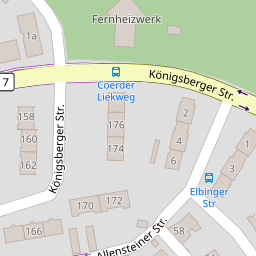 Fernheizwerk
1a
Königsberger Str.
7
Coerder
Liekweg
Königsberger Str.
158
160
162
176
174
2
4
6
1
3
Elbinger
Str
170
172
166
58
Allensteiner Str.